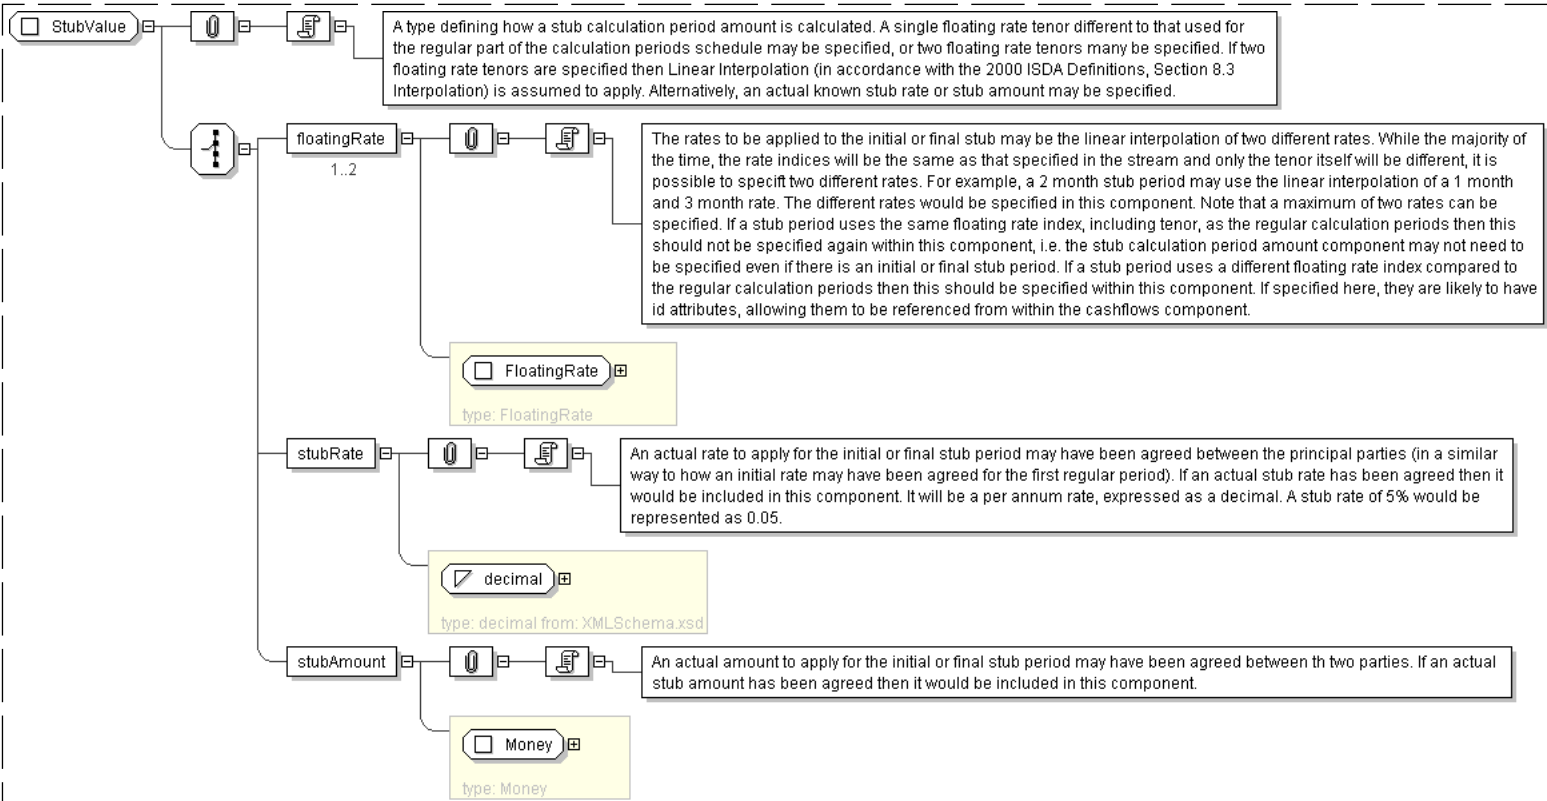 StubValue
A type defining how a stub calculation period amount is calculated. A single floating rate tenor different to that used for
the regular part of the calculation periods schedule may be specified, or two floating rate tenors many be specified. If two
floating rate tenors are specified then Linear Interpolation (in accordance with the 2000 ISDA Definitions, Section 8.3
Interpolation) is assumed to apply. Alternatively, an actual known stub rate or stub amount may be specified.
floatingRate
1..2
The rates to be applied to the initial or final stub may be the linear interpolation of two different rates. While the majority of
the time, the rate indices will be the same as that specified in the stream and only the tenor itself will be different, it is
possible to specift two different rates. For example, a 2 month stub period may use the linear interpolation of a 1 month
and 3 month rate. The different rates would be specified in this component. Note that a maximum of two rates can be
specified. If a stub period uses the same floating rate index, including tenor, as the regular calculation periods then this
should not be specified again within this component, i.e. the stub calculation period amount component may not need to
be specified even if there is an initial or final stub period. If a stub period uses a different floating rate index compared to
the regular calculation periods then this should be specified within this component. If specified here, they are likely to have
id attributes, allowing them to be referenced from within the cashflows component.
FloatingRate
type: FloatingRate
stubRate
An actual rate to apply for the initial or final stub period may have been agreed between the principal parties (in a similar
way to how an initial rate may have been agreed for the first regular period). If an actual stub rate has been agreed then it
would be included in this component. It will be a per annum rate, expressed as a decimal. A stub rate of 5% would be
represented as 0.05.
decimal
type: decimal from: XMLSchema.xsd
stubAmount
An actual amount to apply for the initial or final stub period may have been agreed between th two parties. If an actual
stub amount has been agreed then it would be included in this component.
Money
type: Money